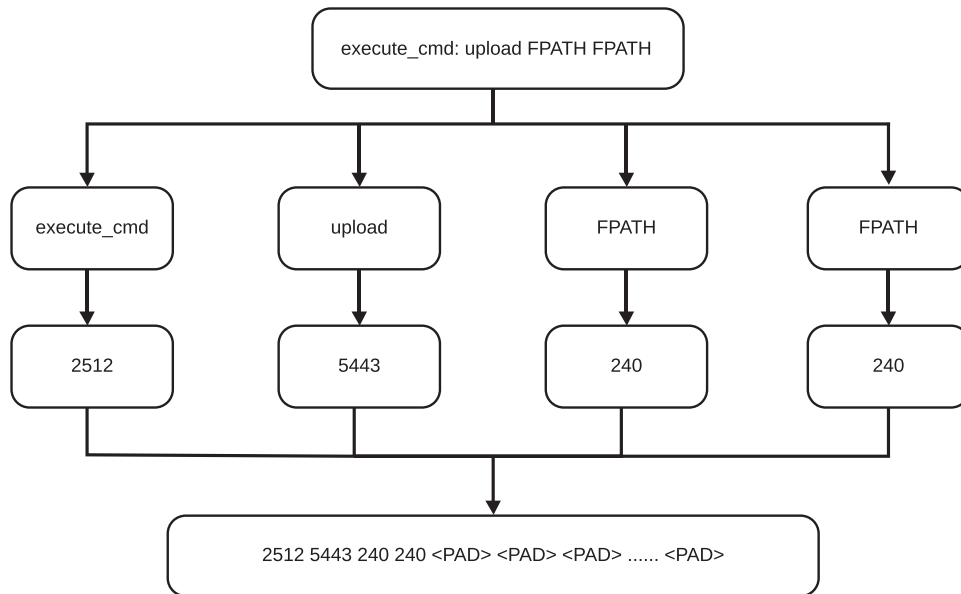 execute_cmd: upload FPATH FPATH
execute_cmd
upload
FPATH
FPATH
2512
5443
240
240
2512 5443 240 240 <PAD> <PAD> <PAD> ...... <PAD>